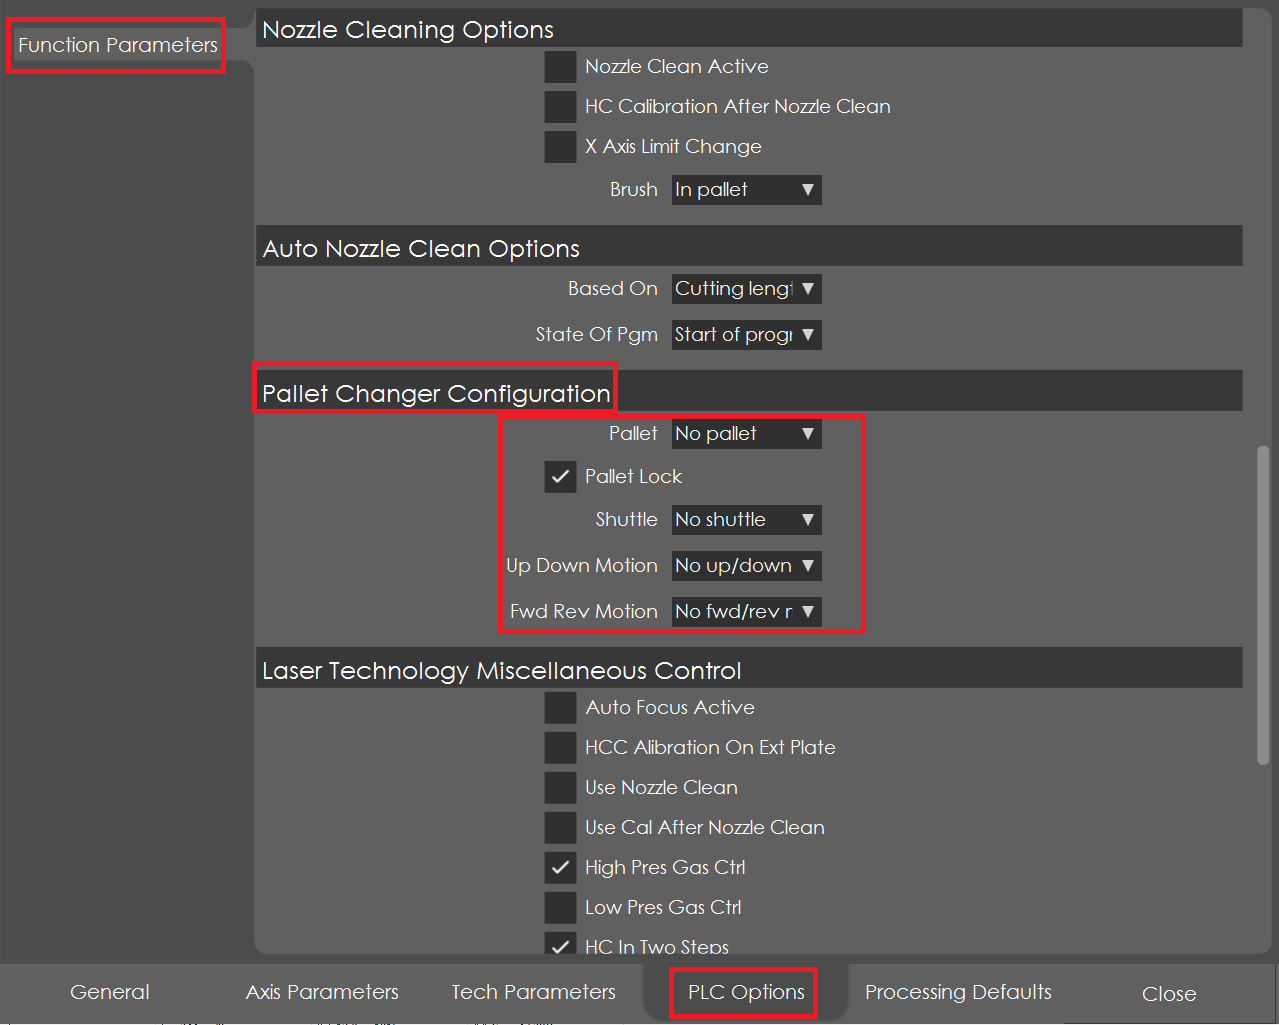 Function Parameters
Nozzle Cleaning Options
Nozzle Clean Active
HC Calibration After Nozzle Clean
X Axis Limit Change
Brush In pallet
Auto Nozzle Clean Options
Based On Cutting lengt
State Of Pgm Start of progr
Pallet Changer Configuration
Pallet No pallet
Pallet Lock
Shuttle No shuttle
Up Down Motion No up/down
Fwd Rev Motion No fwd/rev r
Laser Technology Miscellaneous Control
Auto Focus Active
HCC Alibration On Ext Plate
Use Nozzle Clean
Use Cal After Nozzle Clean
High Pres Gas Ctrl
Low Pres Gas Ctrl
HC In Two Steps
General Axis Parameters Tech Parameters PLC Options Processing Defaults Close